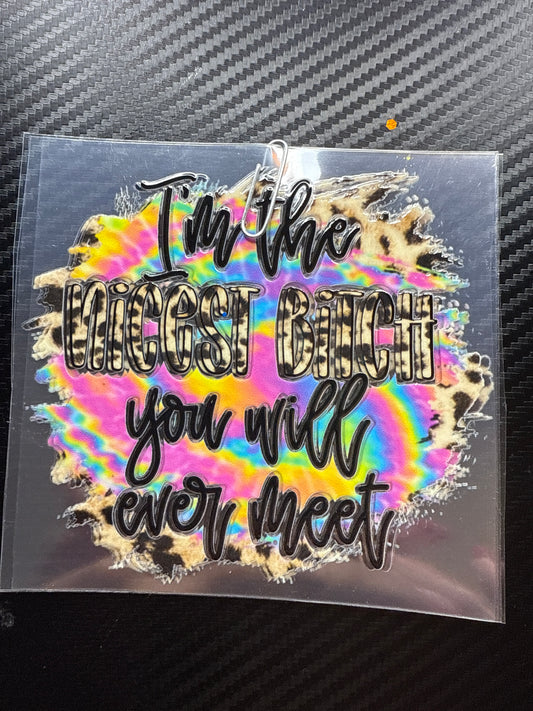 I'm the
NiCEST BiTCH
you will
ever meet